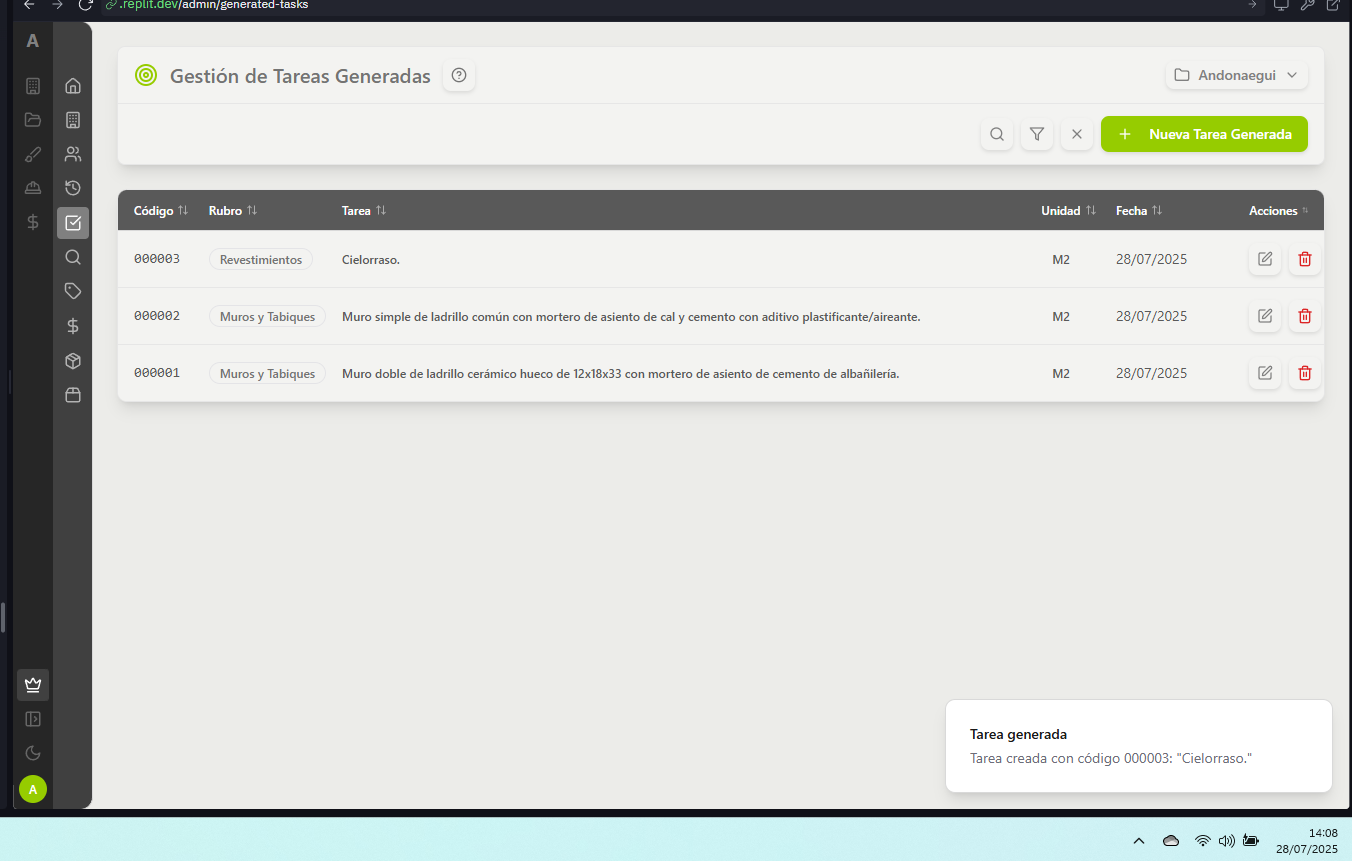 .replit.dev/admin/generated-tasks
A
Gestión de Tareas Generadas
Andonaegui
Nueva Tarea Generada
Código Rubro Tarea Unidad Fecha Acciones
000003 Revestimientos Cielorraso. M2 28/07/2025
000002 Muros y Tabiques Muro simple de ladrillo común con mortero de asiento de cal y cemento con aditivo plastificante/aireante. M2 28/07/2025
000001 Muros y Tabiques Muro doble de ladrillo cerámico hueco de 12x18x33 con mortero de asiento de cemento de albañilería. M2 28/07/2025
Tarea generada
Tarea creada con código 000003: "Cielorraso."
A
14:08
28/07/2025